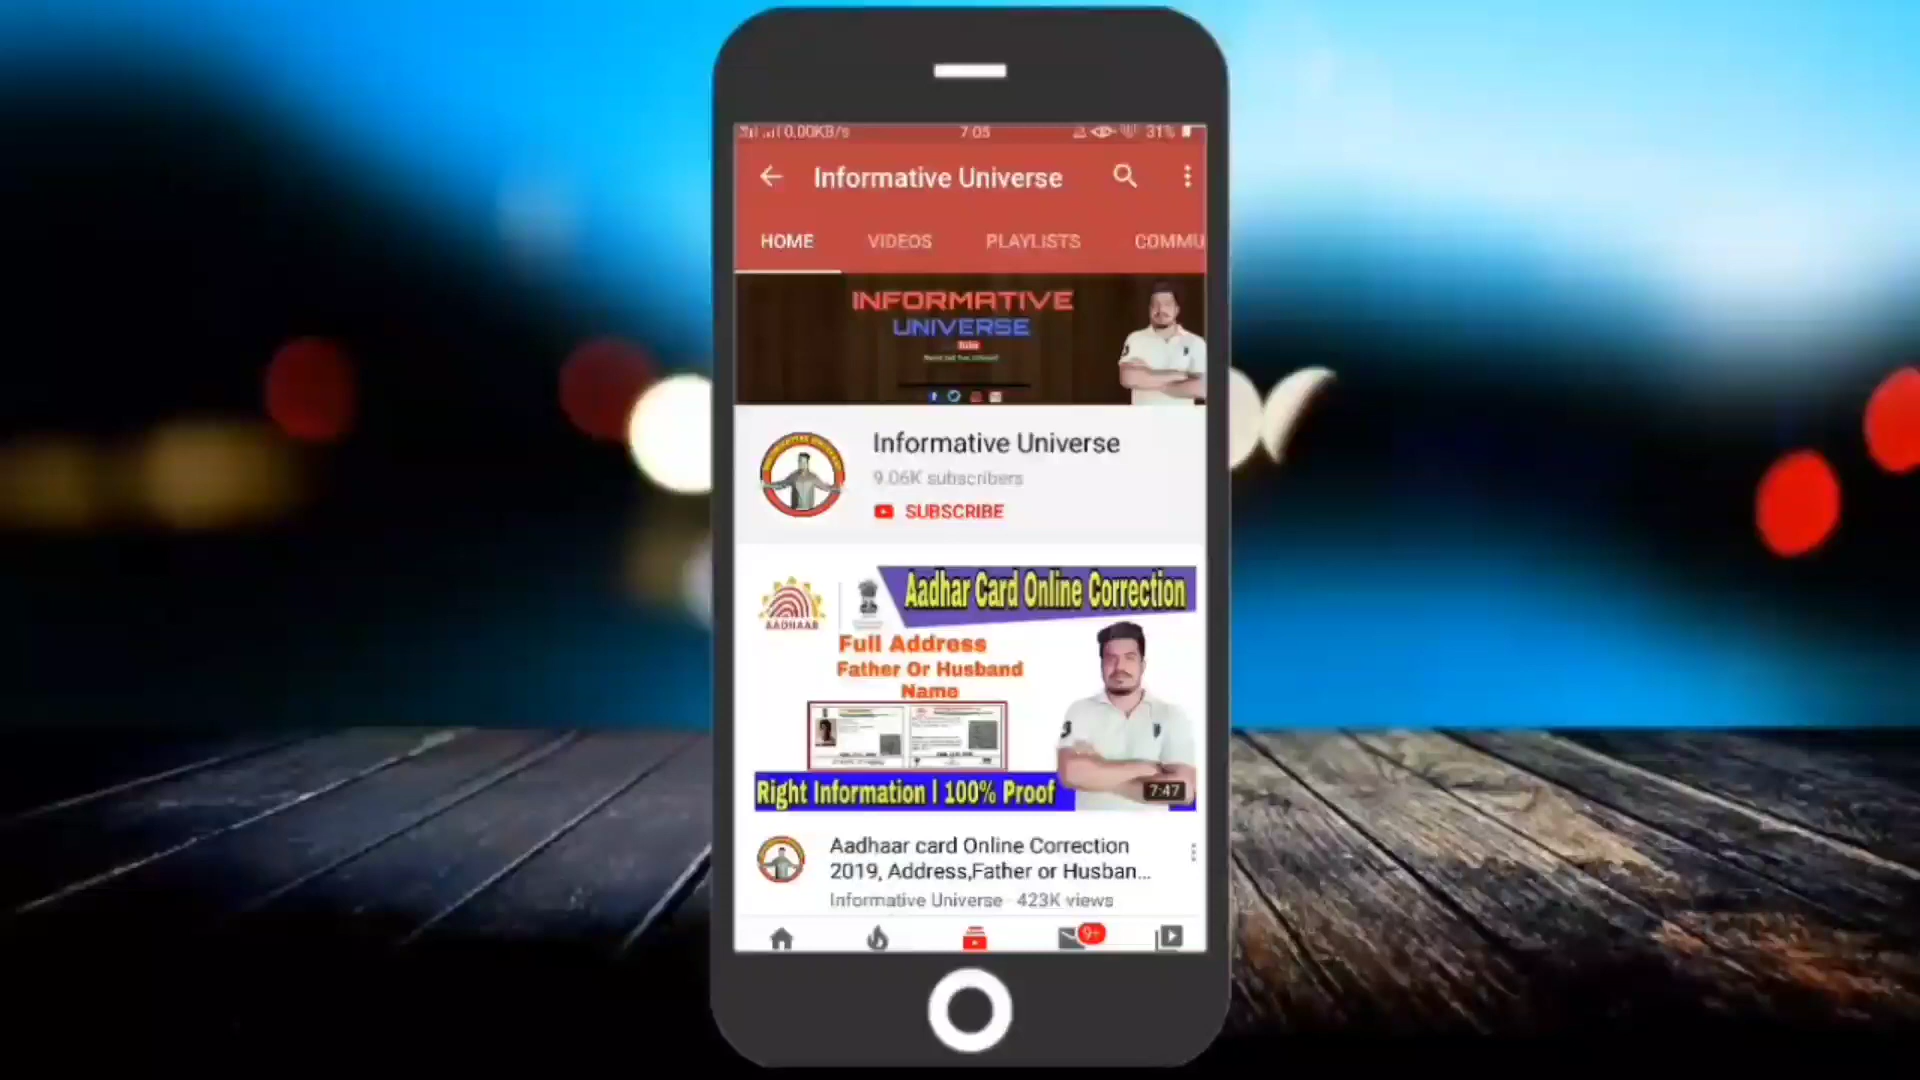 0.00KB/s 7:05 31%
Informative Universe
HOME VIDEOS PLAYLISTS COMMU
INFORMATIVE
UNIVERSE
Informative Universe
9.06K subscribers
SUBSCRIBE
Aadhar Card Online Correction
AADHAAR
Full Address
Father Or Husband
Name
Right Information | 100% Proof
7:47
Aadhaar card Online Correction
2019, Address,Father or Husban...
Informative Universe · 423K views
9+